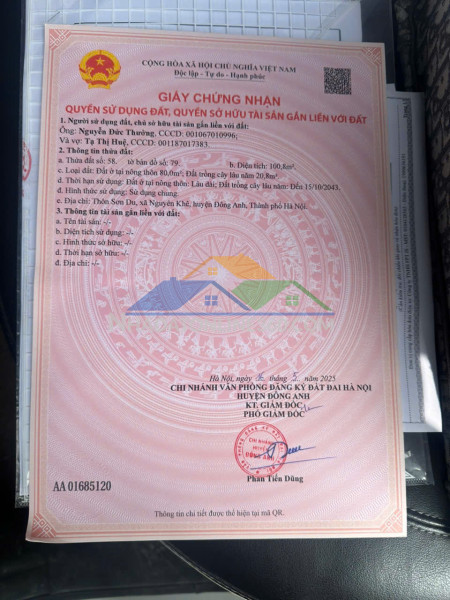 CỘNG HÒA XÃ HỘI CHỦ NGHĨA VIỆT NAM
Độc lập - Tự do - Hạnh phúc
GIẤY CHỨNG NHẬN
QUYỀN SỬ DỤNG ĐẤT, QUYỀN SỞ HỮU TÀI SẢN GẮN LIỀN VỚI ĐẤT
1. Người sử dụng đất, chủ sở hữu tài sản gắn liền với đất:
Ông: Nguyễn Đức Thưởng, CCCD: 001067010996;
Và vợ: Tạ Thị Huệ, CCCD: 001187017383.
2. Thông tin thửa đất:
a. Thửa đất số: 58. tờ bản đồ số: 79. b. Diện tích: 100,8m².
c. Loại đất: Đất ở tại nông thôn 80,0m²; Đất trồng cây lâu năm 20,8m²
d. Thời hạn sử dụng: Đất ở tại nông thôn: Lâu dài; Đất trồng cây lâu năm: Đến 15/10/2043.
đ. Hình thức sử dụng: Sử dụng chung
e. Địa chỉ: Thôn Sơn Du, xã Nguyên Khê, huyện Đông Anh, Thành phố Hà Nội.
3. Thông tin tài sản gắn liền với đất:
a. Tên tài sản: -/-
b. Diện tích sử dụng: -/-
c. Hình thức sở hữu: -/-
d. Thời hạn sở hữu: -/-
đ. Địa chỉ: -/-
Hà Nội, ngày tháng 5 năm 2025
CHI NHÁNH VĂN PHÒNG ĐĂNG KÝ ĐẤT ĐAI HÀ NỘI
HUYỆN ĐÔNG ANH
KT. GIÁM ĐỐC
PHÓ GIÁM ĐỐC
CHI NHÁNH
HUYỆN
ĐÔNG ANH
Phan Tiến Dũng
AA 01685120
Thông tin chi tiết được thể hiện tại mã QR.